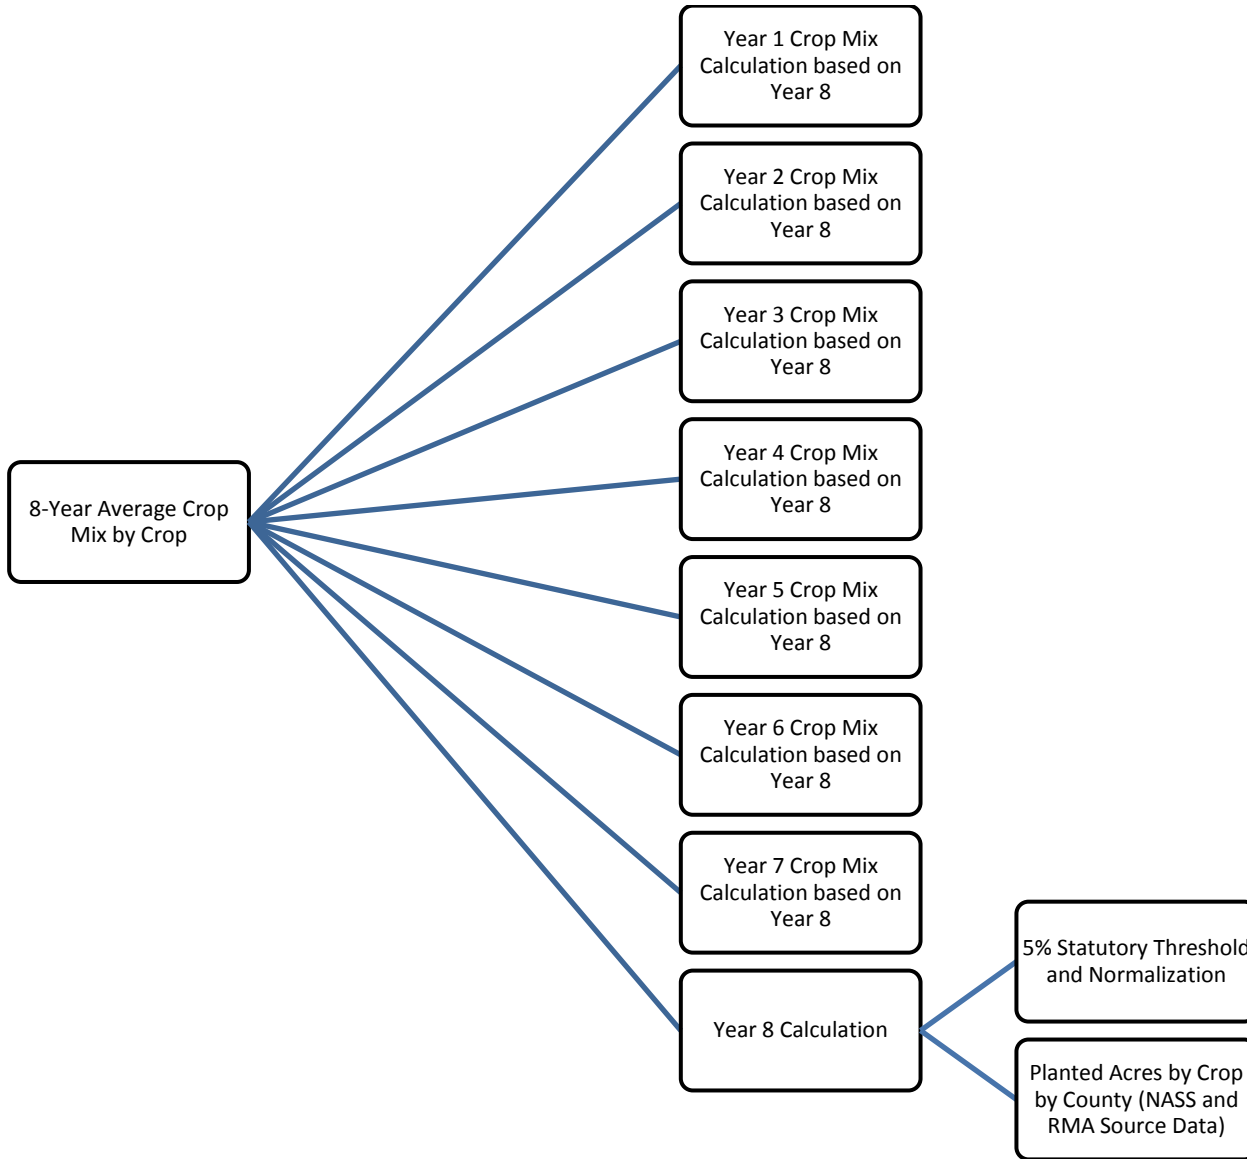 Year 1 Crop Mix
Calculation based on
Year 8
Year 2 Crop Mix
Calculation based on
Year 8
Year 3 Crop Mix
Calculation based on
Year 8
Year 4 Crop Mix
Calculation based on
Year 8
8-Year Average Crop
Mix by Crop
Year 5 Crop Mix
Calculation based on
Year 8
Year 6 Crop Mix
Calculation based on
Year 8
Year 7 Crop Mix
Calculation based on
Year 8
Year 8 Calculation
5% Statutory Threshold
and Normalization
Planted Acres by Crop
by County (NASS and
RMA Source Data)